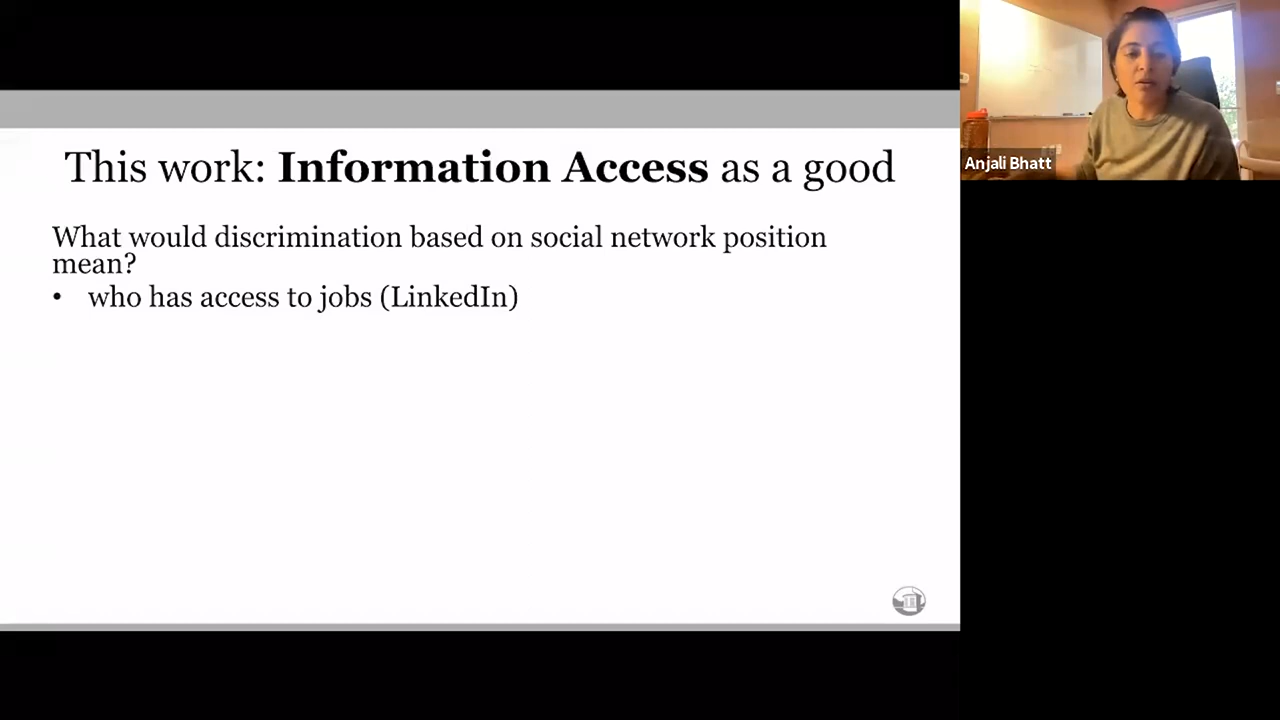 This work: Information Access as a good
What would discrimination based on social network position
mean?
• who has access to jobs (LinkedIn)
Anjali Bhatt